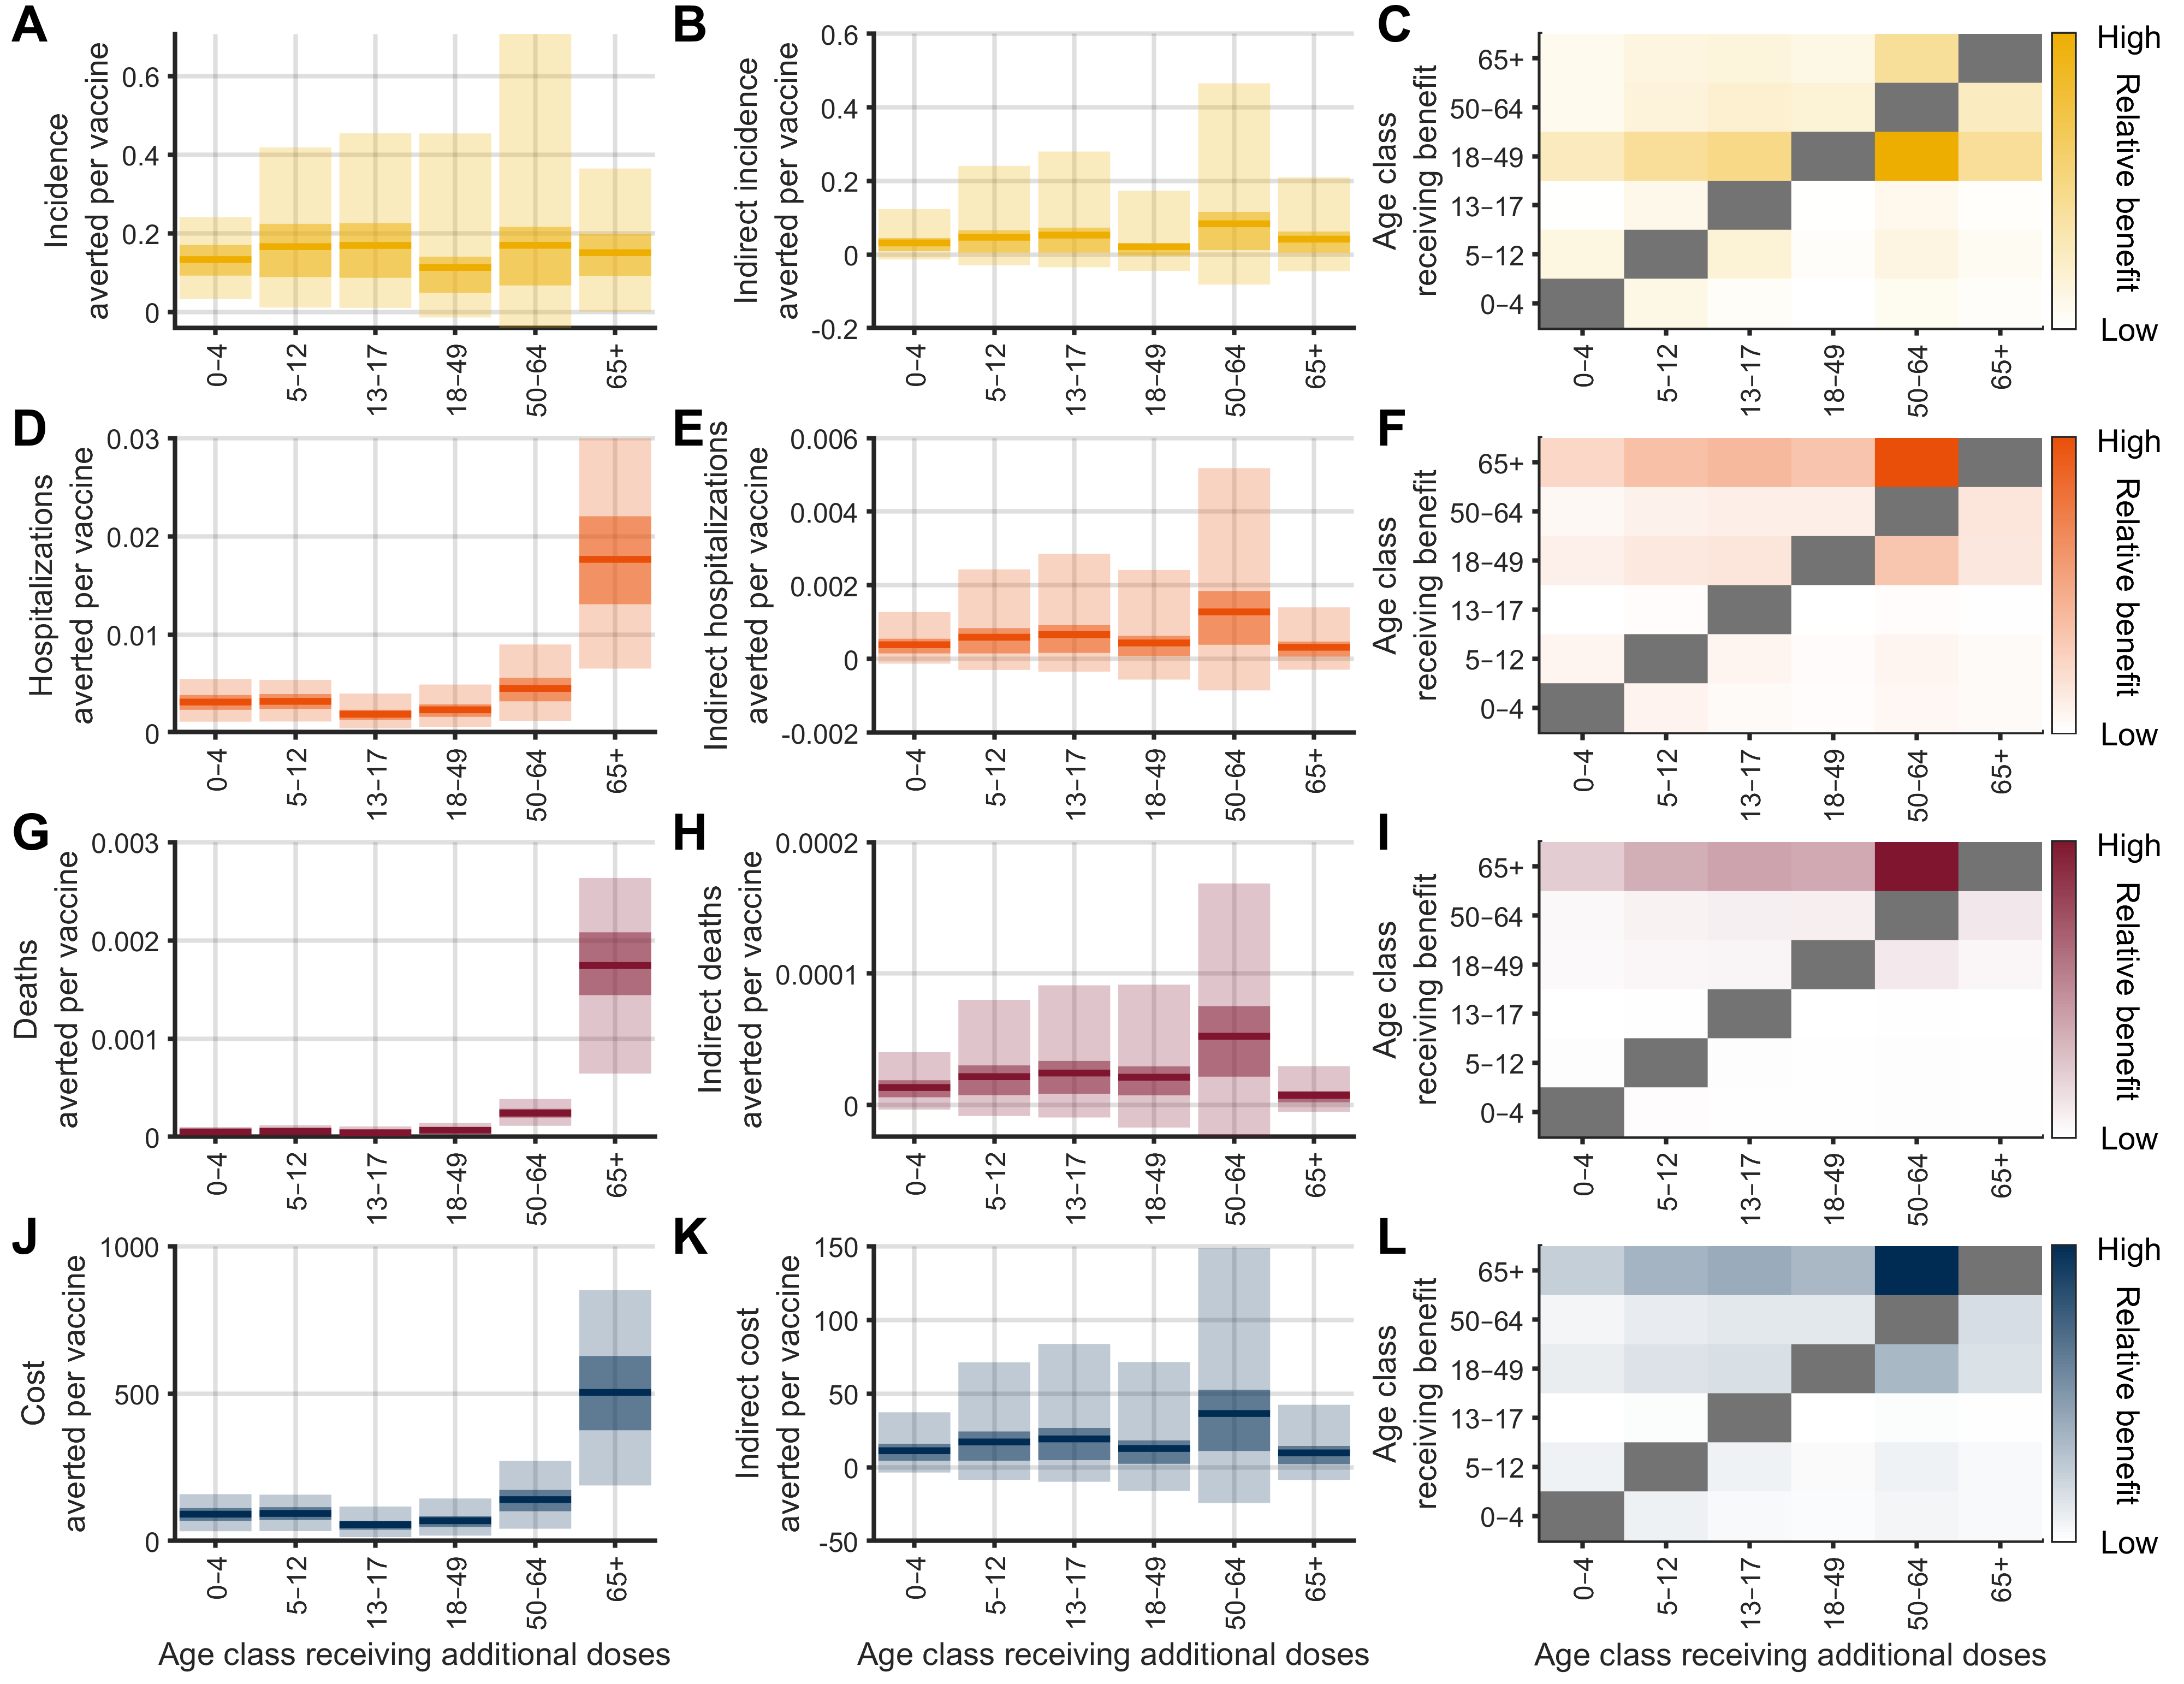 A
Incidence
averted per vaccine
0.6
0.4
0.2
0
0–4
5–12
13–17
18–49
50–64
65+
B
Indirect incidence
averted per vaccine
0.6
0.4
0.2
0
-0.2
0–4
5–12
13–17
18–49
50–64
65+
C
Age class
receiving benefit
65+
50–64
18–49
13–17
5–12
0–4
0–4
5–12
13–17
18–49
50–64
65+
High
Relative benefit
Low
D
Hospitalizations
averted per vaccine
0.03
0.02
0.01
0
0–4
5–12
13–17
18–49
50–64
65+
E
Indirect hospitalizations
averted per vaccine
0.006
0.004
0.002
0
-0.002
0–4
5–12
13–17
18–49
50–64
65+
F
Age class
receiving benefit
65+
50–64
18–49
13–17
5–12
0–4
0–4
5–12
13–17
18–49
50–64
65+
High
Relative benefit
Low
G
Deaths
averted per vaccine
0.003
0.002
0.001
0
0–4
5–12
13–17
18–49
50–64
65+
H
Indirect deaths
averted per vaccine
0.0002
0.0001
0
0–4
5–12
13–17
18–49
50–64
65+
I
Age class
receiving benefit
65+
50–64
18–49
13–17
5–12
0–4
0–4
5–12
13–17
18–49
50–64
65+
High
Relative benefit
Low
J
Cost
averted per vaccine
1000
500
0
0–4
5–12
13–17
18–49
50–64
65+
Age class receiving additional doses
K
Indirect cost
averted per vaccine
150
100
50
0
-50
0–4
5–12
13–17
18–49
50–64
65+
Age class receiving additional doses
L
Age class
receiving benefit
65+
50–64
18–49
13–17
5–12
0–4
0–4
5–12
13–17
18–49
50–64
65+
Age class receiving additional doses
High
Relative benefit
Low